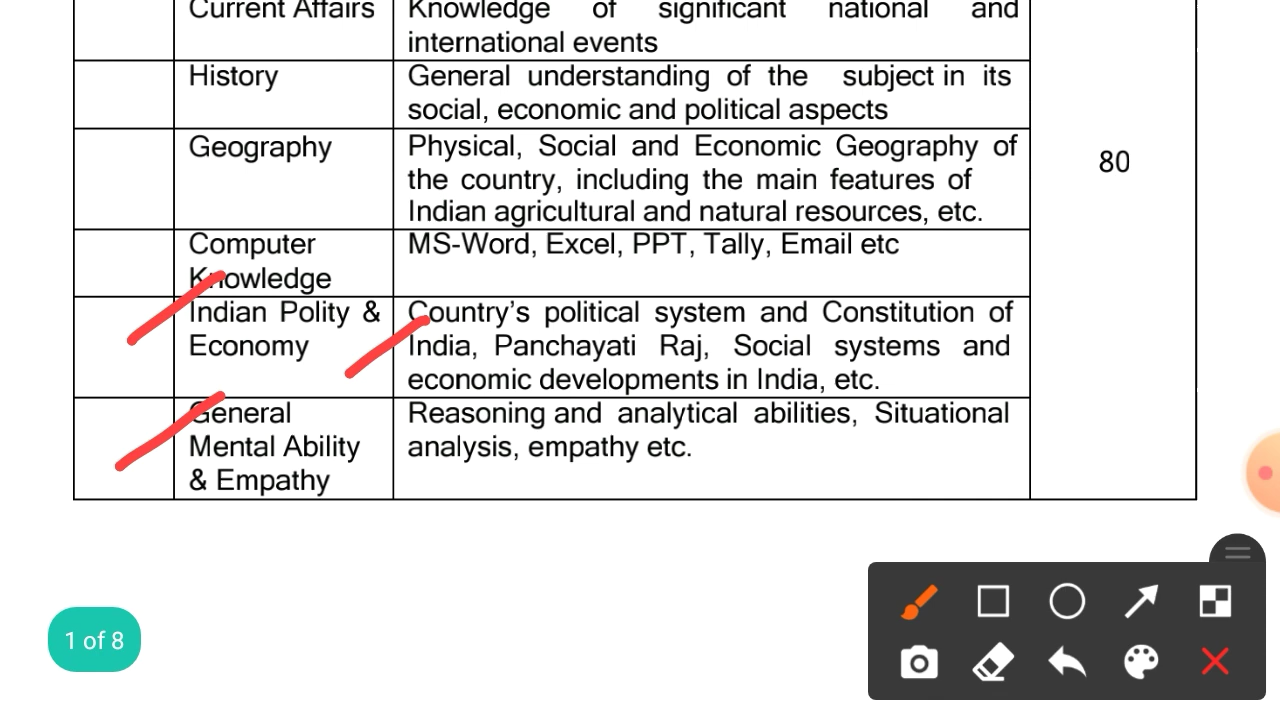 Current Affairs
Knowledge of significant national and
international events
History
General understanding of the subject in its
social, economic and political aspects
Geography
Physical, Social and Economic Geography of
the country, including the main features of
Indian agricultural and natural resources, etc.
80
Computer
Knowledge
MS-Word, Excel, PPT, Tally, Email etc
Indian Polity &
Economy
Country's political system and Constitution of
India, Panchayati Raj, Social systems and
economic developments in India, etc.
General
Mental Ability
& Empathy
Reasoning and analytical abilities, Situational
analysis, empathy etc.
1 of 8